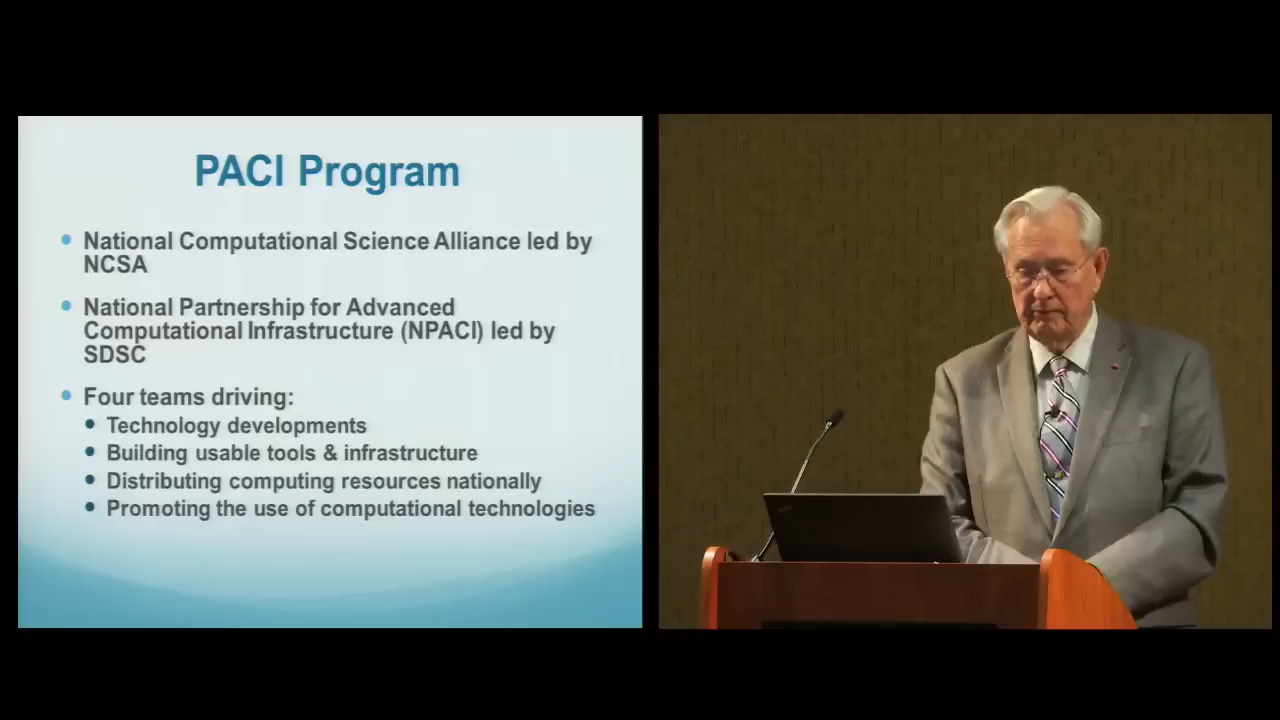 PACI Program
National Computational Science Alliance led by
NCSA
National Partnership for Advanced
Computational Infrastructure (NPACI) led by
SDSC
Four teams driving:
Technology developments
Building usable tools & infrastructure
Distributing computing resources nationally
Promoting the use of computational technologies